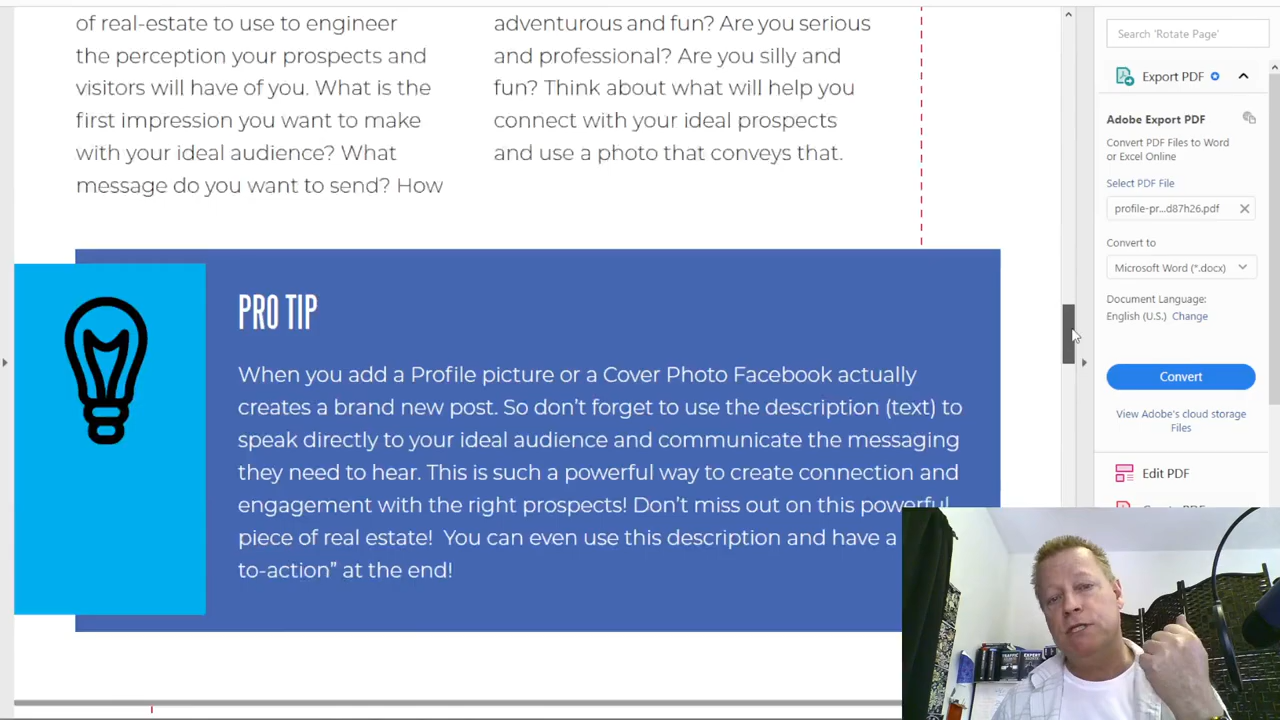 of real-estate to use to engineer
the perception your prospects and
visitors will have of you. What is the
first impression you want to make
with your ideal audience? What
message do you want to send? How
adventurous and fun? Are you serious
and professional? Are you silly and
fun? Think about what will help you
connect with your ideal prospects
and use a photo that conveys that.
PRO TIP
When you add a Profile picture or a Cover Photo Facebook actually
creates a brand new post. So don’t forget to use the description (text) to
speak directly to your ideal audience and communicate the messaging
they need to hear. This is such a powerful way to create connection and
engagement with the right prospects! Don’t miss out on this powerful
piece of real estate!  You can even use this description and have a
to-action” at the end!
Search 'Rotate Page'
Export PDF
Adobe Export PDF
Convert PDF Files to Word
or Excel Online
Select PDF File
profile-pr...d87h26.pdf
Convert to
Microsoft Word (*.docx)
Document Language:
English (U.S.) Change
Convert
View Adobe's cloud storage
Files
Edit PDF
TRAFFIC
EXPERT